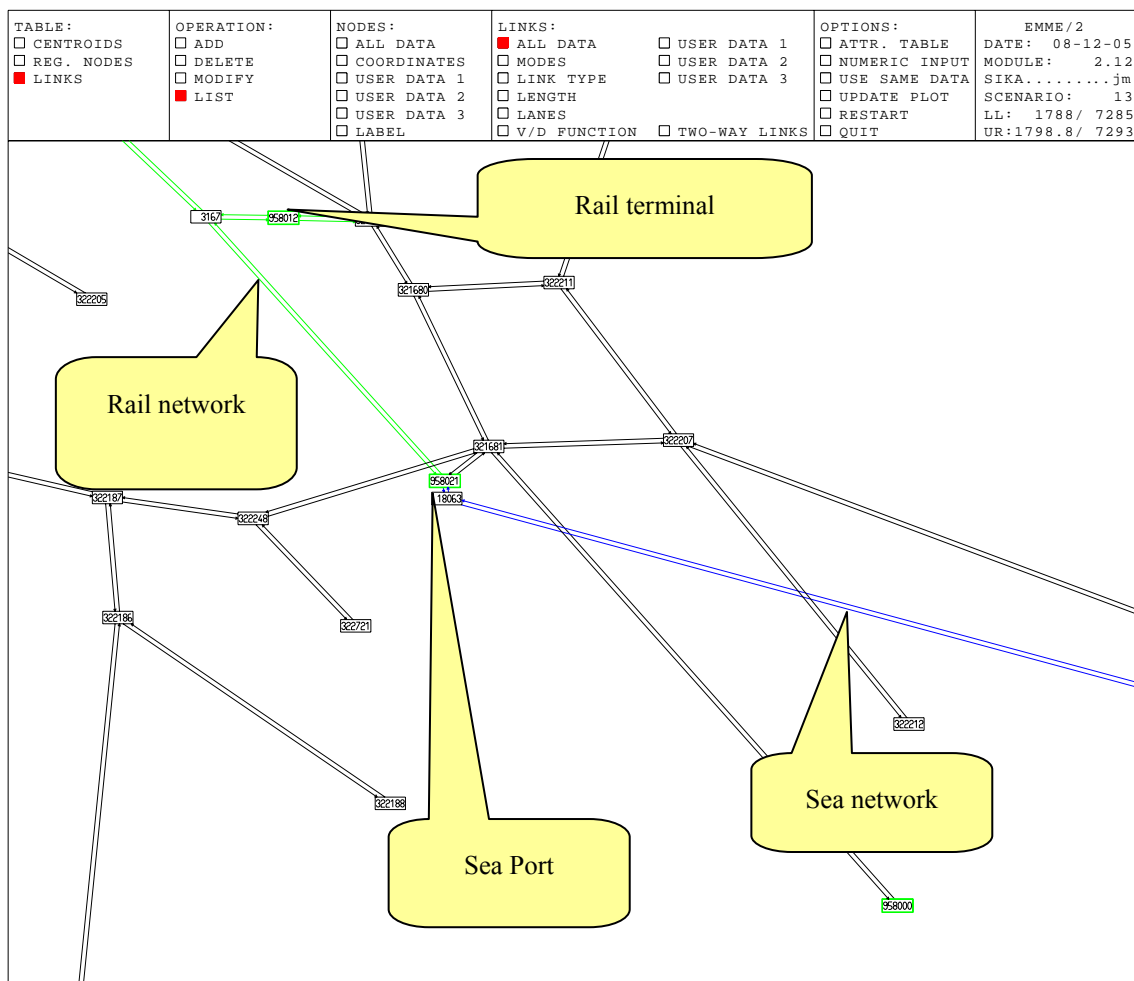 TABLE:
CENTROIDS
REG. NODES
LINKS
OPERATION:
ADD
DELETE
MODIFY
LIST
NODES:
ALL DATA
COORDINATES
USER DATA 1
USER DATA 2
USER DATA 3
LABEL
LINKS:
ALL DATA
MODES
LINK TYPE
LENGTH
LANES
V/D FUNCTION
USER DATA 1
USER DATA 2
USER DATA 3
TWO-WAY LINKS
OPTIONS:
ATTR. TABLE
NUMERIC INPUT
USE SAME DATA
UPDATE PLOT
RESTART
QUIT
EMME/2
DATE: 08-12-05
MODULE: 2.12
SIKA.........jm
SCENARIO: 13
LL: 1788/ 7285
UR:1798.8/ 7293
Rail terminal
3167
958012
322211
321680
322205
Rail network
322207
321681
958021
322187
18063
322248
322186
322721
322212
Sea network
322188
Sea Port
958000